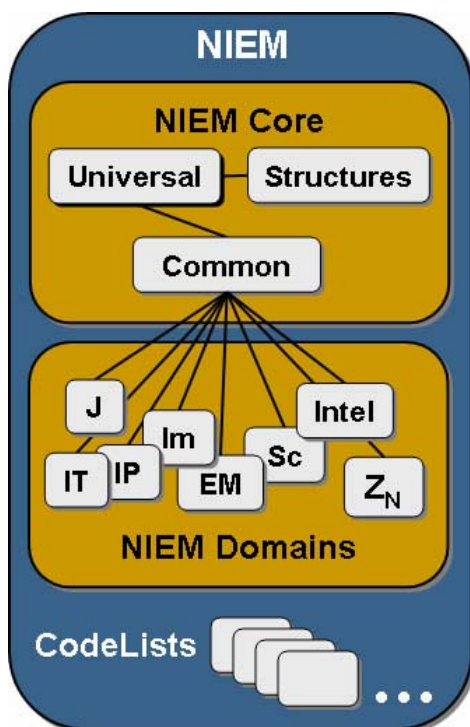 NIEM
NIEM Core
Universal
Structures
Common
J
Im
Intel
IT
IP
EM
Sc
Z_N
NIEM Domains
CodeLists
...